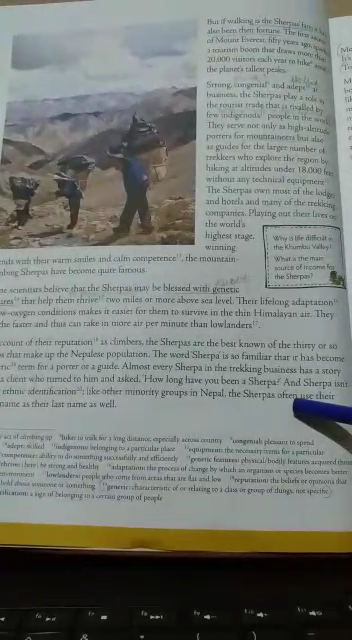 But if walking is the Sherpas'
also been their fortune. The first
of Mount Everest, fifty years ago,
a tourism boom that draws more than
20,000 visitors each year to hike
the planet's tallest peaks.
Strong, congenial and adept at
business, the Sherpas play a role in
the tourist trade that is rivalled by
few indigenous people in the world.
They serve not only as high-altitude
porters for mountaineers but also
as guides for the larger number of
trekkers who explore the region by
hiking at altitudes under 18,000 feet
without any technical equipment
The Sherpas own most of the lodges
and hotels and many of the trekking
companies. Playing out their lives on
the world's
highest stage,
winning
Why is life difficult in
the Khumbu Valley?
What is the main
source of income for
the Sherpas?
with their warm smiles and calm competence, the mountain-
Sherpas have become quite famous.
scientists believe that the Sherpas may be blessed with genetic
that help them thrive two miles or more above sea level. Their lifelong adaptation
oxygen conditions makes it easier for them to survive in the thin Himalayan air. They
faster and thus can take in more air per minute than lowlanders
of their reputation as climbers, the Sherpas are the best known of the thirty or so
that make up the Nepalese population. The word 'Sherpa' is so familiar that it has become
term for a porter or a guide. Almost every Sherpa in the trekking business has a story
client who turned to him and asked, 'How long have you been a Sherpa?' And Sherpa isn't
ethnic identification; like other minority groups in Nepal, the Sherpas often use their
name as their last name as well.
act of climbing up hike: to walk for a long distance, especially across country congenial: pleasant to spend
adept: skilled indigenous: belonging to a particular place equipment: the necessary items for a particular
competence: ability to do something successfully and efficiently genetic features: physical/body features acquired
thrive: (here) be strong and healthy adaptation: the process of change by which an organism or species becomes better
environment lowlanders: people who come from areas that are flat and low reputation: the beliefs or opinions that
hold about someone or something generic: characteristic of or relating to a class or group of things; not specific
a sign of belonging to a certain group of people